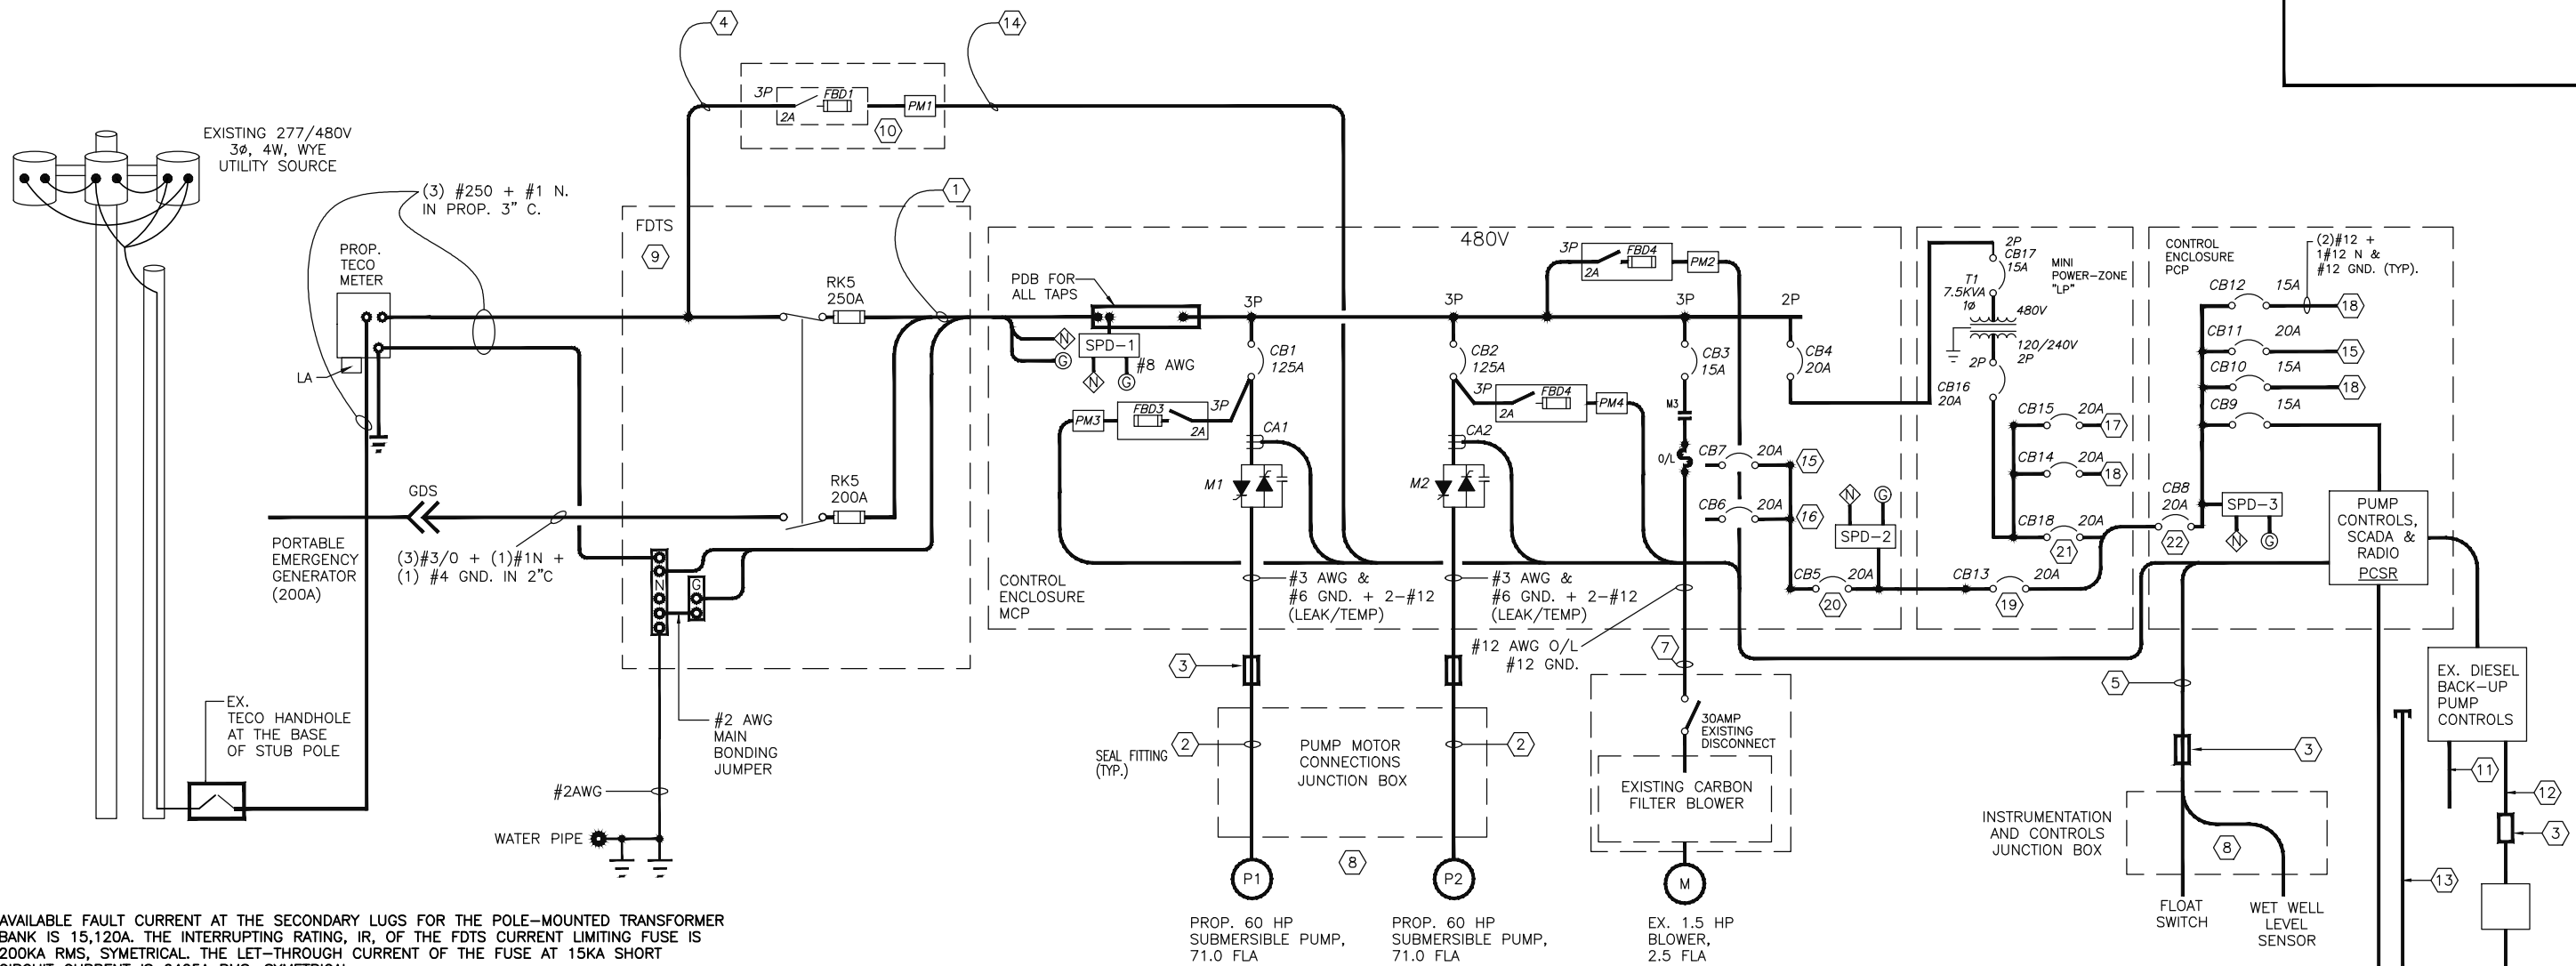 4
14
3P
FBD1
PM1
2A
10
EXISTING 277/480V
3ø, 4W, WYE
UTILITY SOURCE
(3) #250 + #1 N.
IN PROP. 3" C.
1
FDTS
9
PROP.
TECO
METER
LA
RK5
250A
PDB FOR
ALL TAPS
480V
N
G
SPD-1
N
G
#8 AWG
3P
CB1
125A
3P
CB2
125A
3P
FBD4
2A
PM2
3P
CB3
15A
2P
CB4
20A
PM3
FBD3
3P
2A
3P
FBD4
2A
PM4
CA1
M1
CA2
M2
M3
O/L
CB7
20A
15
CB6
20A
16
N
G
SPD-2
CB5
20A
20
2P
CB17
15A
MINI
POWER-ZONE
"LP"
T1
7.5KVA
1ø
480V
120/240V
2P
2P
CB16
20A
CB15
20A
17
CB14
20A
18
CB18
20A
21
CB13
20A
19
CONTROL
ENCLOSURE
PCP
(2)#12 +
1#12 N &
#12 GND. (TYP).
CB12
15A
18
CB11
20A
15
CB10
15A
18
CB9
15A
CB8
20A
22
SPD-3
N
G
PUMP
CONTROLS,
SCADA &
RADIO
PCSR
GDS
RK5
200A
PORTABLE
EMERGENCY
GENERATOR
(200A)
(3)#3/0 + (1)#1N +
(1) #4 GND. IN 2"C
N
G
CONTROL
ENCLOSURE
MCP
#3 AWG &
#6 GND. + 2-#12
(LEAK/TEMP)
#3 AWG &
#6 GND. + 2-#12
(LEAK/TEMP)
#12 AWG O/L
#12 GND.
7
3
EX.
TECO HANDHOLE
AT THE BASE
OF STUB POLE
#2 AWG
MAIN
BONDING
JUMPER
#2AWG
WATER PIPE
SEAL FITTING
(TYP.)
2
PUMP MOTOR
CONNECTIONS
JUNCTION BOX
2
8
30AMP
EXISTING
DISCONNECT
EXISTING CARBON
FILTER BLOWER
5
3
EX. DIESEL
BACK-UP
PUMP
CONTROLS
11
12
3
INSTRUMENTATION
AND CONTROLS
JUNCTION BOX
8
13
P1
P2
M
FLOAT
SWITCH
WET WELL
LEVEL
SENSOR
PROP. 60 HP
SUBMERSIBLE PUMP,
71.0 FLA
PROP. 60 HP
SUBMERSIBLE PUMP,
71.0 FLA
EX. 1.5 HP
BLOWER,
2.5 FLA
AVAILABLE FAULT CURRENT AT THE SECONDARY LUGS FOR THE POLE-MOUNTED TRANSFORMER
BANK IS 15,120A. THE INTERRUPTING RATING, IR, OF THE FDTS CURRENT LIMITING FUSE IS
200KA RMS, SYMETRICAL. THE LET-THROUGH CURRENT OF THE FUSE AT 15KA SHORT